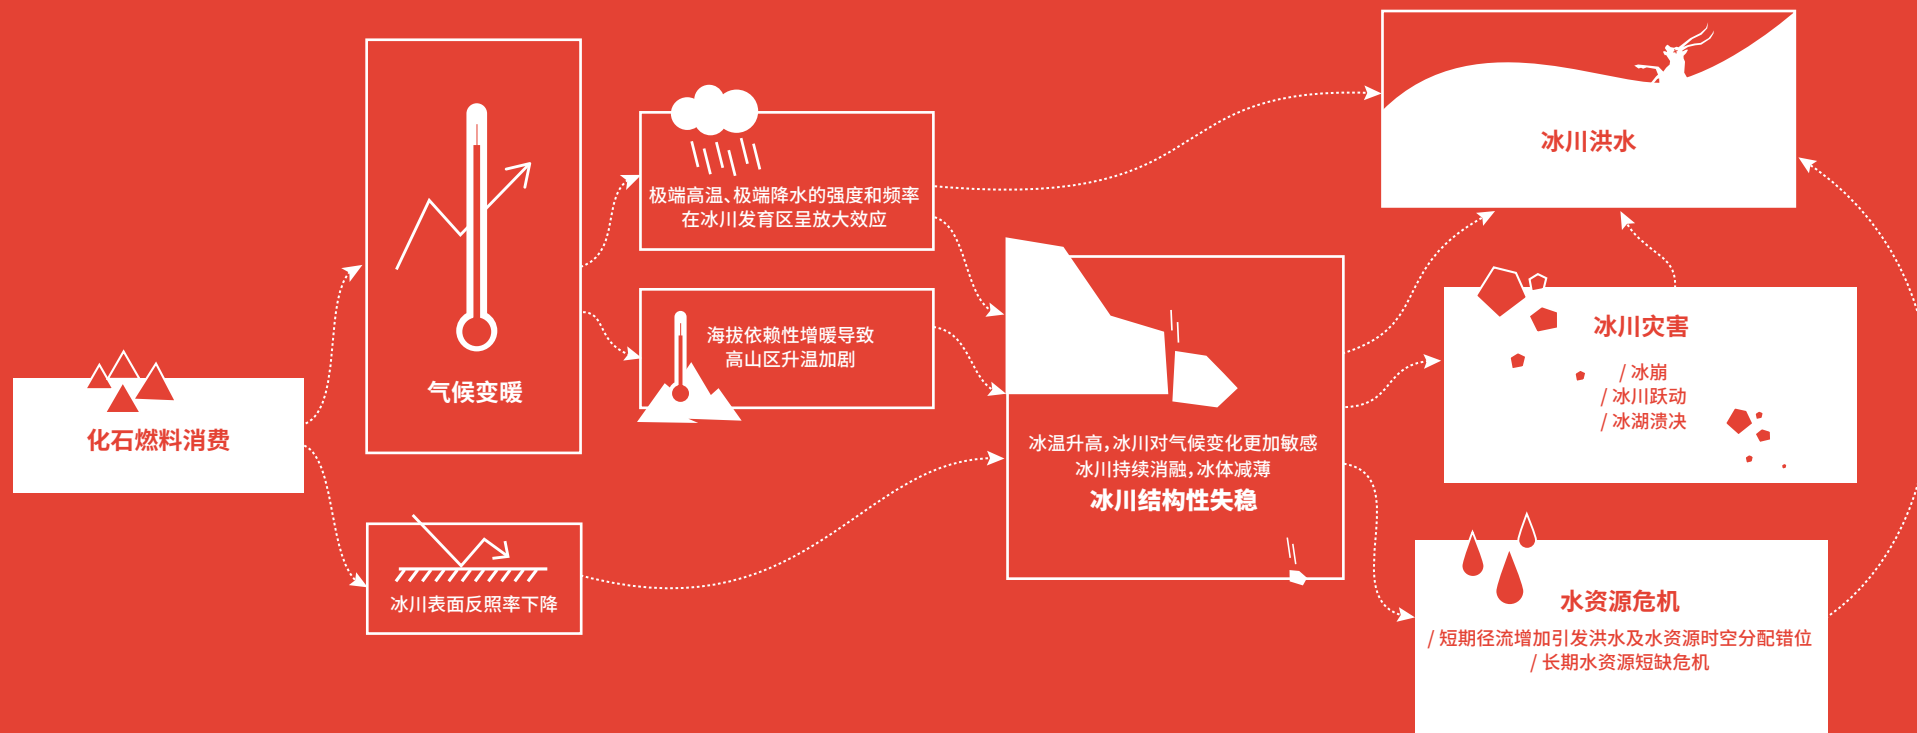 化石燃料消费
气候变暖
冰川表面反照率下降
极端高温、极端降水的强度和频率
在冰川发育区呈放大效应
海拔依赖性增暖导致
高山区升温加剧
冰温升高，冰川对气候变化更加敏感
冰川持续消融，冰体减薄
冰川结构性失稳
冰川洪水
冰川灾害
/ 冰崩
/ 冰川跃动
/ 冰湖溃决
水资源危机
/ 短期径流增加引发洪水及水资源时空分配错位
/ 长期水资源短缺危机